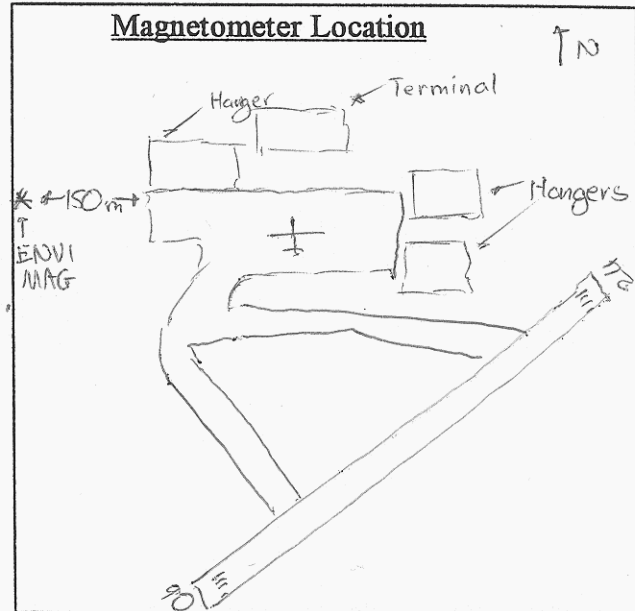 Magnetometer Location
N
Hanger
Terminal
150m
Hangers
ENVI
MAG